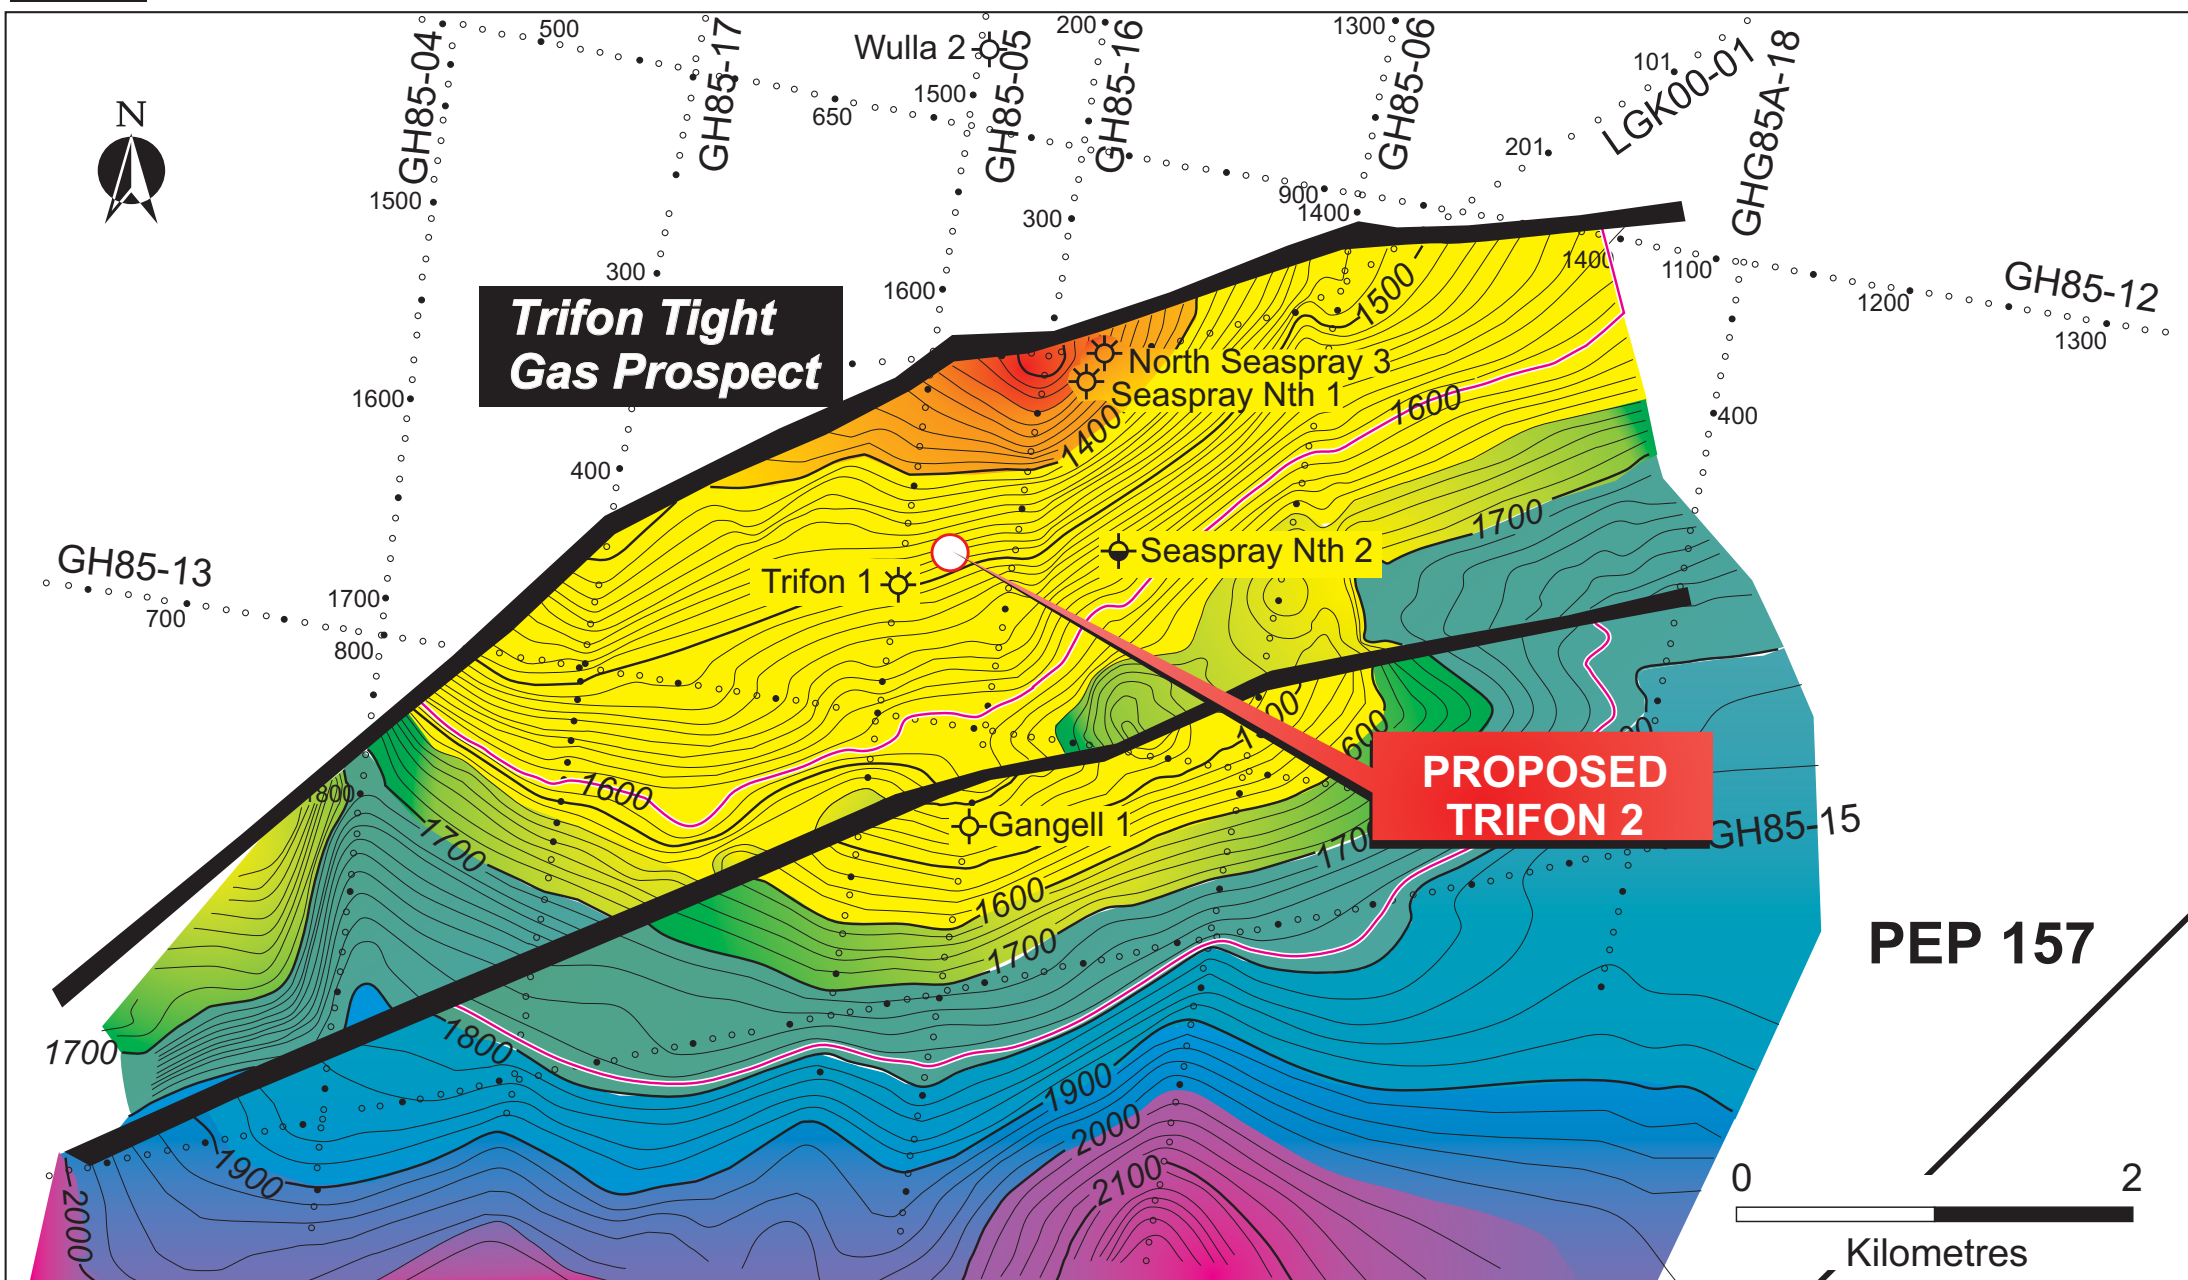 500
200
1300
GH85-04
GH85-17
Wulla 2
GH85-05
GH85-16
GH85-06
101
LGK00-01
GHG85A-18
N
650
1500
201
1500
300
900
1400
300
1600
1400
1100
GH85-12
1200
1300
Trifon Tight
Gas Prospect
1500
North Seaspray 3
Seaspray Nth 1
1600
1600
1400
400
400
1700
GH85-13
700
1700
800
Trifon 1
Seaspray Nth 2
1600
1800
1700
PROPOSED
TRIFON 2
Gangell 1
GH85-15
1600
1700
PEP 157
1700
1800
1900
2000
2100
1900
2000
0
2
Kilometres